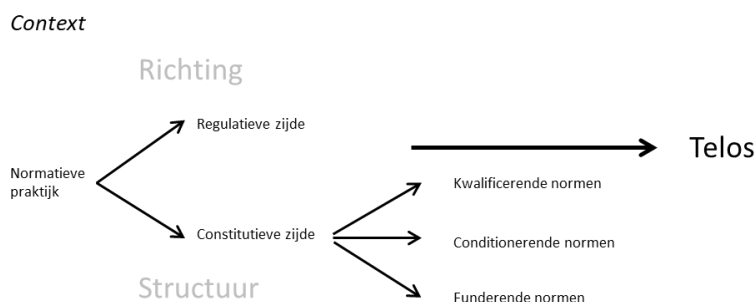 Context
Richting
Regulatieve zijde
Telos
Normatieve
praktijk
Kwalificerende normen
Constitutieve zijde
Conditionerende normen
Structuur
Funderende normen